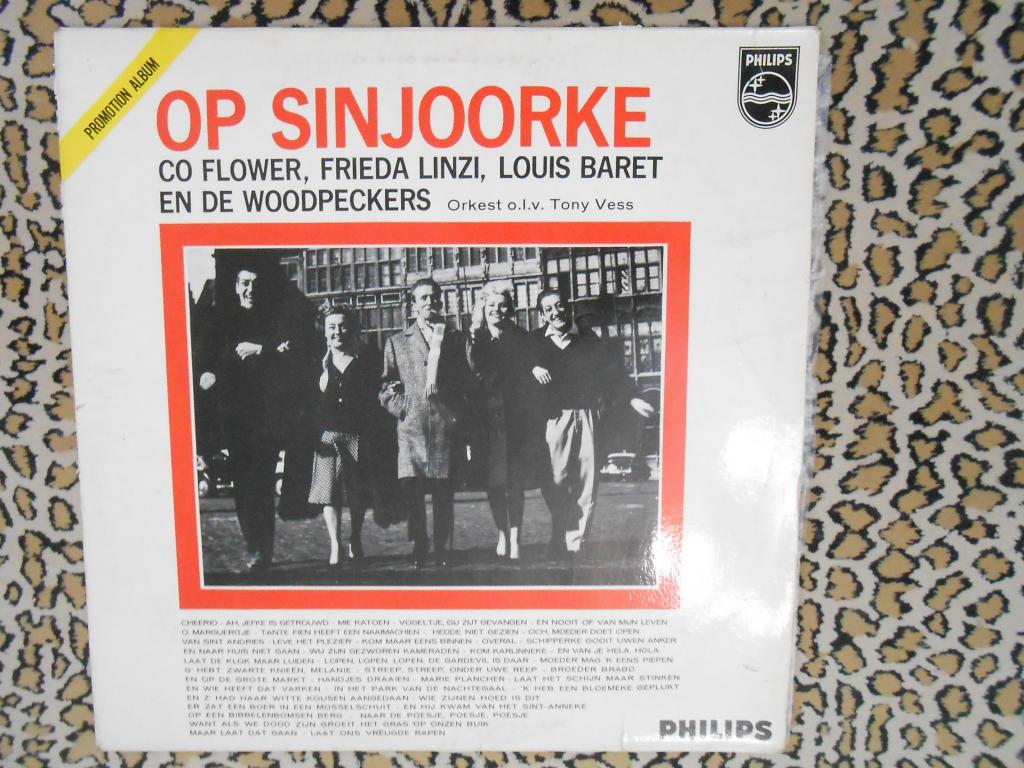 PROMOTION ALBUM
PHILIPS
OP SINJOORKE
CO FLOWER, FRIEDA LINZI, LOUIS BARET
EN DE WOODPECKERS Orkest o.l.v. Tony Vess
CHEERIO - AH, JEFKE IS GETROUWD - MIE KATOEN - VOGELTJE, GIJ ZIJT GEVANGEN - EN NOOIT OF VAN MIJN LEVEN
O, MARGUERITJE - TANTE FIEN HEEFT EEN NAAIMACHIEN - HEDDE NIET GEZIEN - OCH, MOEDER DOET OPEN
VAN SINT ANDRIES - LEVE HET PLEZIER - KOM MAAR EENS BINNEN - OVERAL - SCHIPPERKE GOOIT UWEN ANKER
EN NAAR HUIS NIET GAAN - WIJ ZIJN GEZWOREN KAMERADEN - KOM KARLIJNNEKE - EN VAN JE HELA, HOLA
LAAT DE KLOK MAAR LUIDEN - LOPEN, LOPEN, LOPEN, DE GARDEVIL IS DAAR - MOEDER MAG 'K EENS PIEPEN
G' HEBT ZWARTE KNIEËN, MELANIE - STREEP, STREEP, ONDER UWE REEP - BROEDER BRABO
EN OP DE GROTE MARKT - HANDJES DRAAIEN - MARIE PLANCHER - LAAT HET SCHIJN MAAR STINKEN
EN WIE HEEFT DAT VARKEN - IN HET PARK VAN DE NACHTEGAAL - 'K HEB EEN BLOEMEKE GEPLUKT
EN Z' HAD HAAR WITTE KOUSEN AANGEDAAN - WIE ZIJNEN HOED IS DIT
ER ZAT EEN BOER IN EEN MOSSELSCHUIT - EN HIJ KWAM VAN HET SINT-ANNEKE
OP EEN BIBBELENBOMSEN BERG - NAAR DE POESJE, POESJE, POESJE
WANT ALS WE DOOD ZIJN GROEIT HET GRAS OP ONZEN BUIK
MAAR LAAT DAT GAAN - LAAT ONS VREUGDE RAPEN
PHILIPS